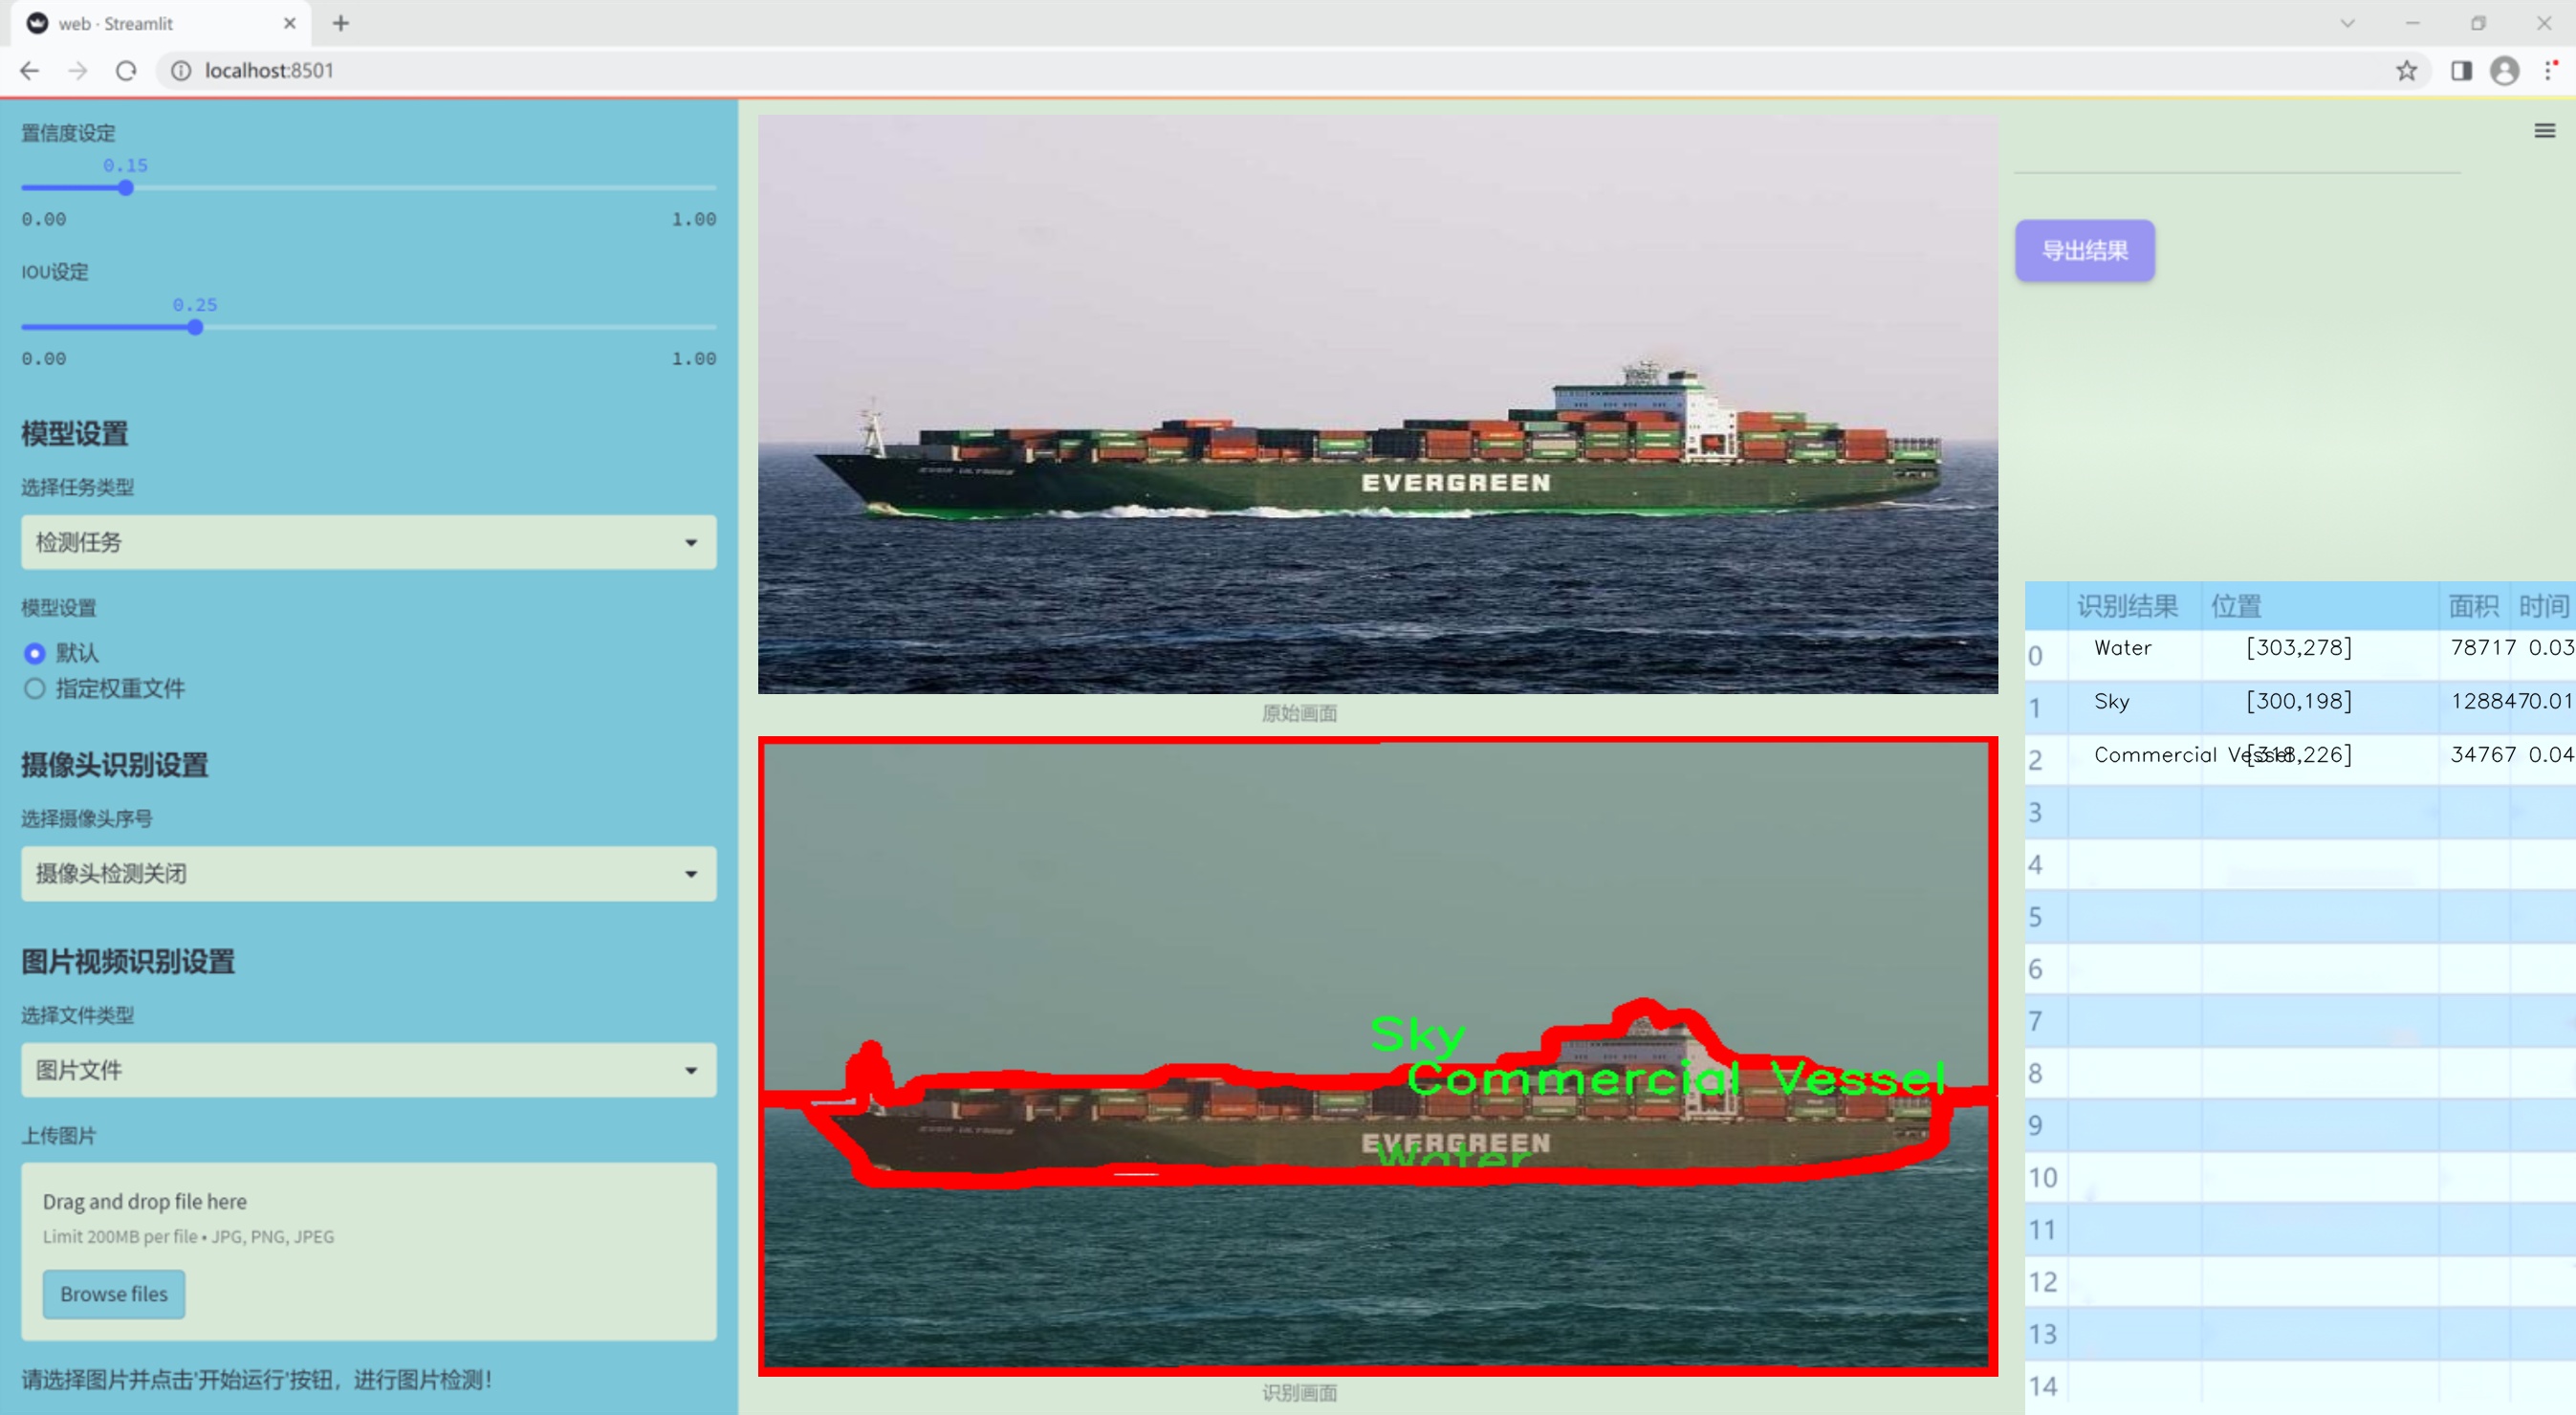 web · Streamlit
localhost:8501
置信度设定
0.15
0.00 1.00
IOU设定
0.25
0.00 1.00
模型设置
选择任务类型
检测任务
模型设置
默认
指定权重文件
摄像头识别设置
选择摄像头序号
摄像头检测关闭
图片视频识别设置
选择文件类型
图片文件
上传图片
Drag and drop file here
Limit 200MB per file • JPG, PNG, JPEG
Browse files
请选择图片并点击'开始运行'按钮，进行图片检测！
EVERGREEN
原始画面
Sky
Commercial Vessel
EVERGREEN
Water
识别画面
导出结果
识别结果 位置 面积 时间
0 Water [303,278] 78717 0.03
1 Sky [300,198] 128847 0.01
2 Commercial Vessel [318,226] 34767 0.04
3
4
5
6
7
8
9
10
11
12
13
14